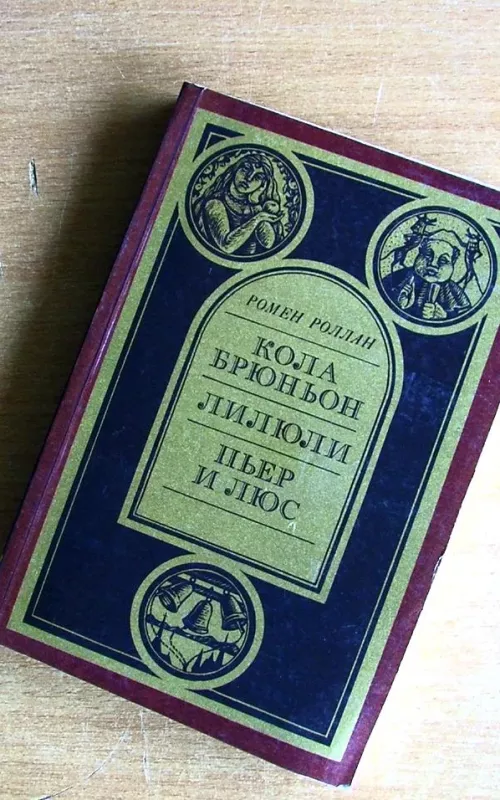 РОМЕН РОЛЛАН
КОЛА
БРЮНЬОН
ЛИЛЮЛИ
ПЬЕР
И ЛЮС